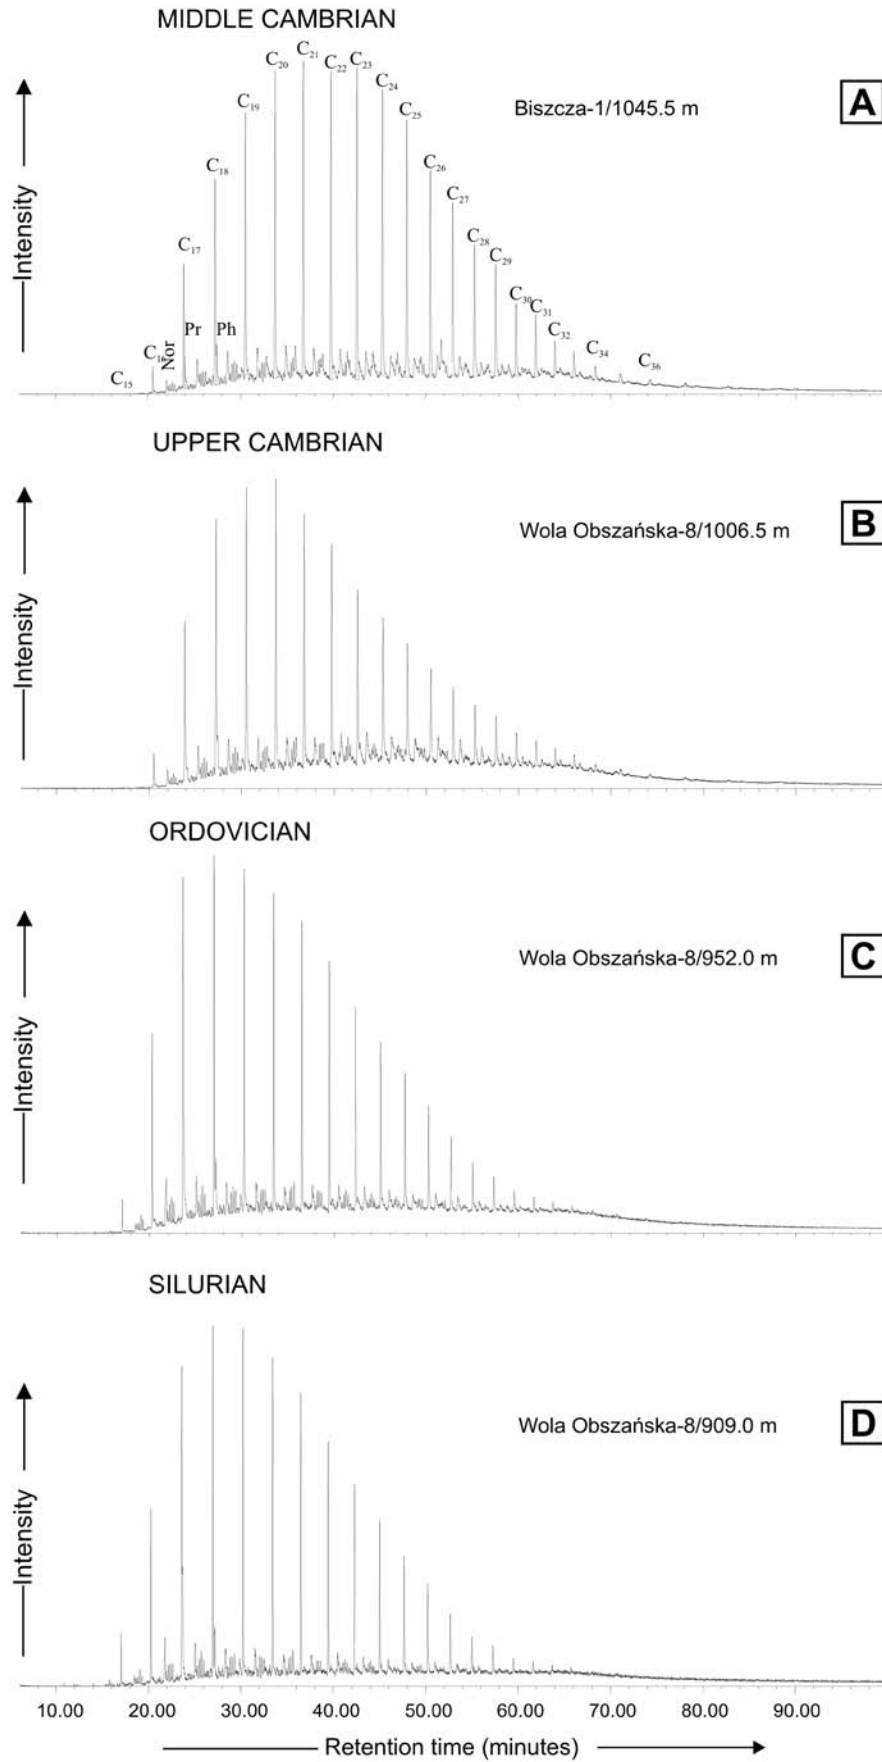 MIDDLE CAMBRIAN
Intensity
Biszcza-1/1045.5 m
A
C15
C16
Nor
C17
Pr
C18
Ph
C19
C20
C21
C22
C23
C24
C25
C26
C27
C28
C29
C30
C31
C32
C34
C36
UPPER CAMBRIAN
Intensity
Wola Obszańska-8/1006.5 m
B
ORDOVICIAN
Intensity
Wola Obszańska-8/952.0 m
C
SILURIAN
Intensity
Wola Obszańska-8/909.0 m
D
10.00 20.00 30.00 40.00 50.00 60.00 70.00 80.00 90.00
Retention time (minutes)